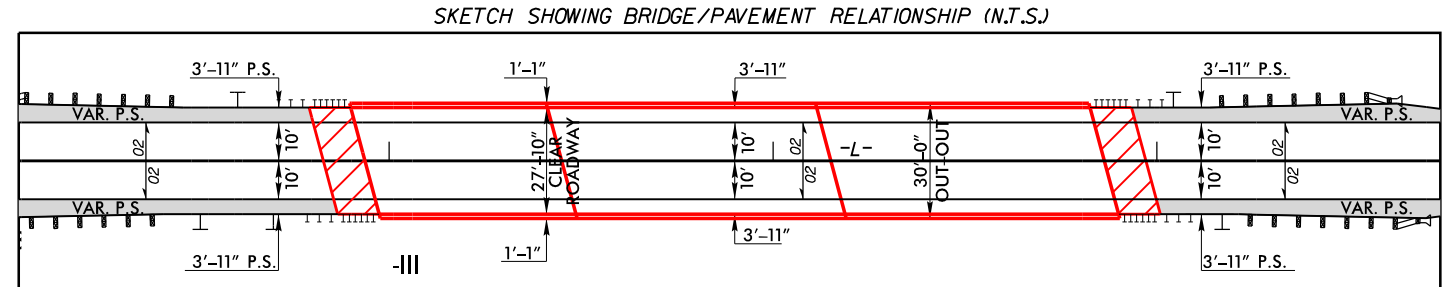 SKETCH SHOWING BRIDGE/PAVEMENT RELATIONSHIP (N.T.S.)
3'-11" P.S.
1'-1"
3'-11"
3'-11" P.S.
VAR. P.S.
VAR. P.S.
02
02
10'
10'
27'-10"
CLEAR
ROADWAY
10'
10'
02
02
-L-
30'-0"
OUT-OUT
10'
10'
02
02
VAR. P.S.
VAR. P.S.
3'-11" P.S.
-III
1'-1"
3'-11"
3'-11" P.S.